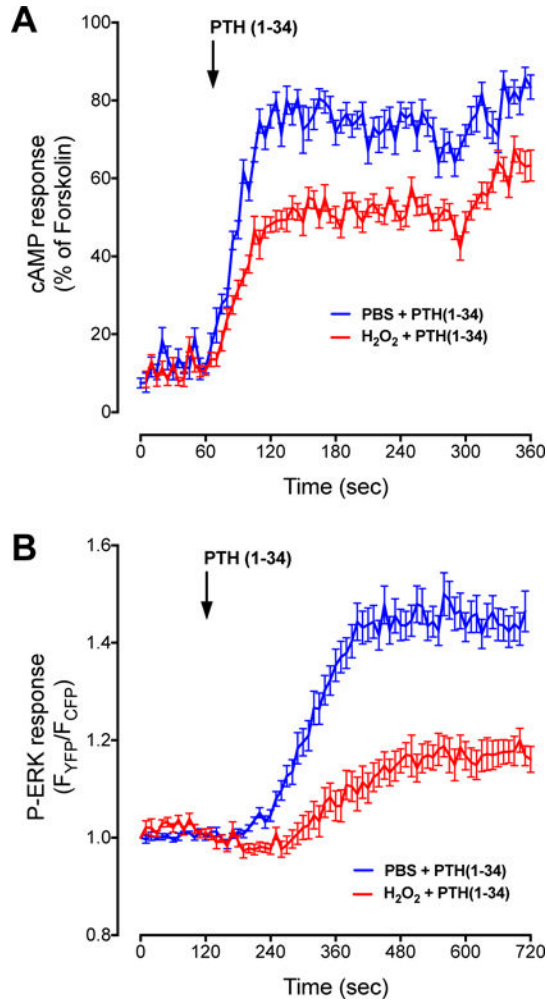 A
PTH (1-34)
cAMP response
(% of Forskolin)
100
80
60
40
20
0
PBS + PTH(1-34)
H₂O₂ + PTH(1-34)
0 60 120 180 240 300 360
Time (sec)
B
PTH (1-34)
P-ERK response
(F_YFP/F_CFP)
1.6
1.4
1.2
1.0
0.8
PBS + PTH(1-34)
H₂O₂ + PTH(1-34)
0 120 240 360 480 600 720
Time (sec)